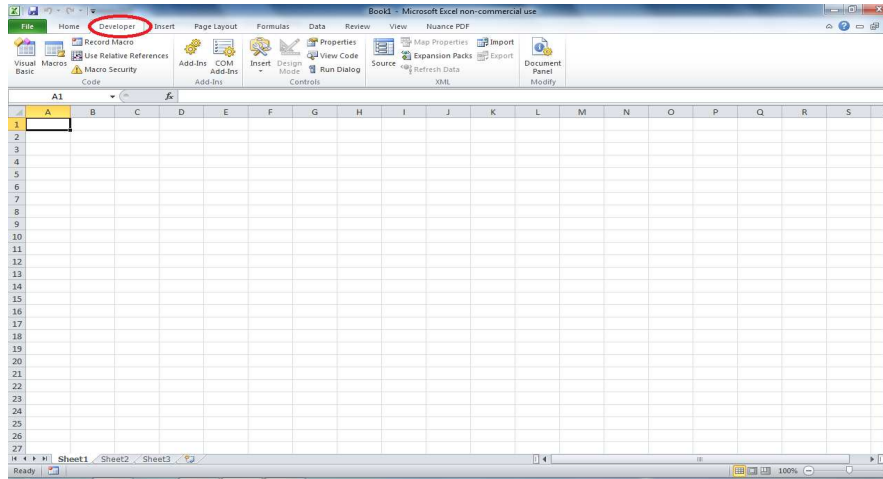 Book1 - Microsoft Excel non-commercial use
File Home Developer Insert Page Layout Formulas Data Review View Nuance PDF
Visual Basic
Macros
Record Macro
Use Relative References
Macro Security
Code
Add-Ins
COM Add-Ins
Add-Ins
Insert
Design Mode
Properties
View Code
Run Dialog
Controls
Source
Map Properties
Expansion Packs
Refresh Data
Import
Export
XML
Document Panel
Modify
A1 fx
A B C D E F G H I J K L M N O P Q R S
1
2
3
4
5
6
7
8
9
10
11
12
13
14
15
16
17
18
19
20
21
22
23
24
25
26
27
Sheet1 Sheet2 Sheet3
Ready 100%